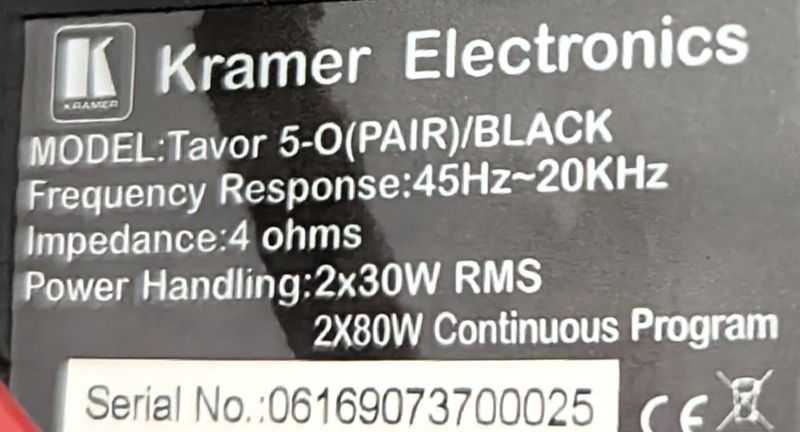 Kramer Electronics
KRAMER
MODEL:Tavor 5-O(PAIR)/BLACK
Frequency Response:45Hz~20KHz
Impedance:4 ohms
Power Handling:2x30W RMS
2X80W Continuous Program
Serial No.:06169073700025
CE